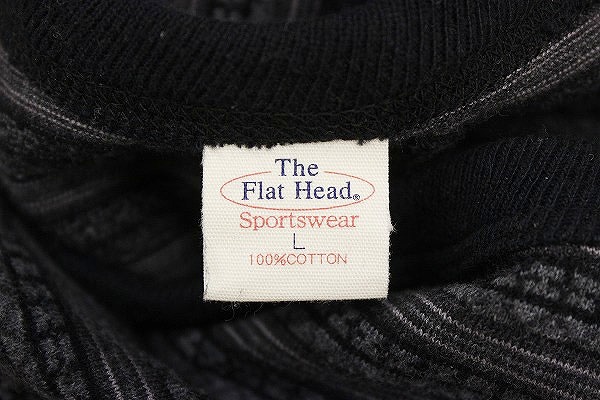 The
Flat Head®
Sportswear
L
100%COTTON